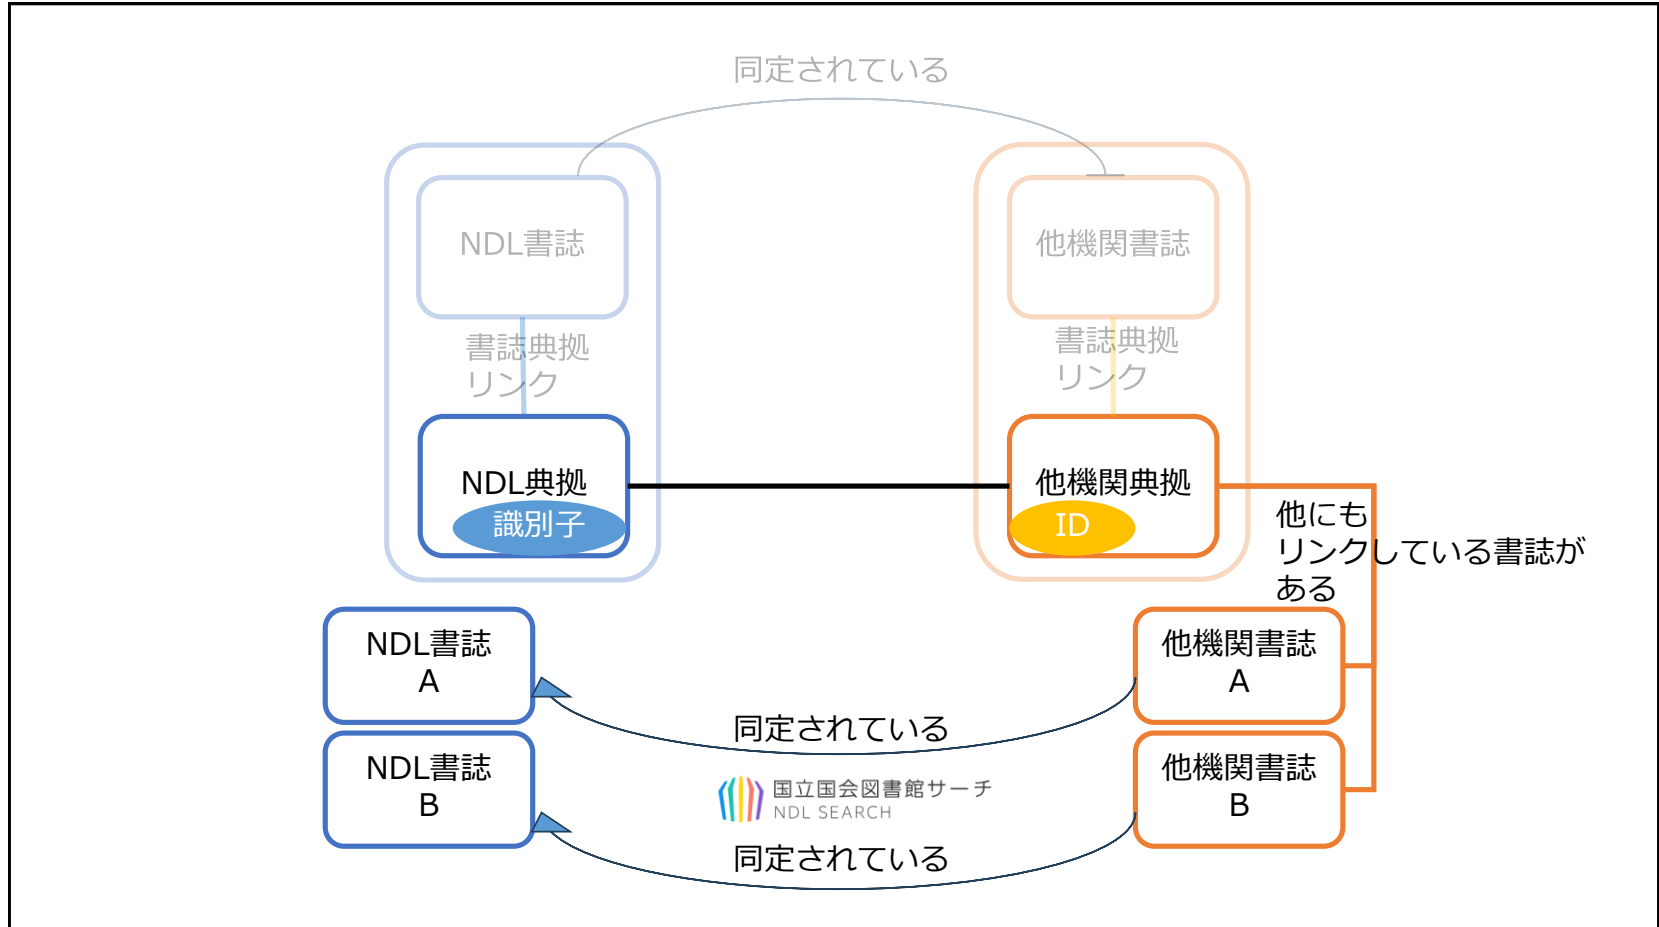 同定されている
NDL書誌
他機関書誌
書誌典拠
リンク
書誌典拠
リンク
NDL典拠
識別子
他機関典拠
ID
他にも
リンクしている書誌が
ある
NDL書誌
A
他機関書誌
A
同定されている
NDL書誌
B
国立国会図書館サーチ
NDL SEARCH
他機関書誌
B
同定されている